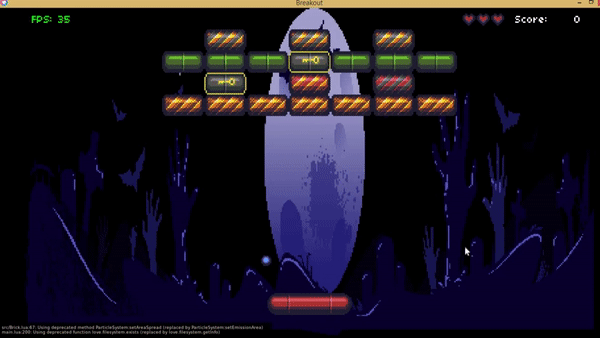 Breakout
FPS: 35
Score: 0
src/Brick.lua:67: Using deprecated method ParticleSystem:setAreaSpread (replaced by ParticleSystem:setEmissionArea)
main.lua:290: Using deprecated function love.filesystem.exists (replaced by love.filesystem.getInfo)